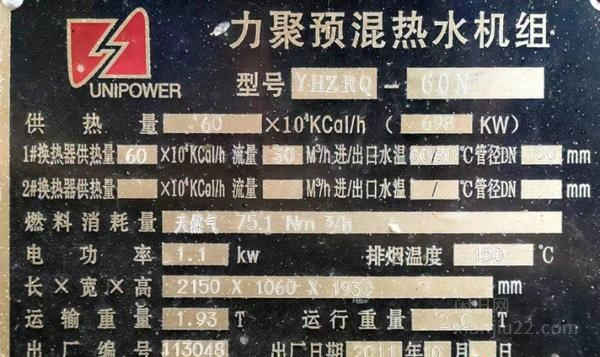 力聚预混热水机组
UNIPOWER
型号 YHZRQ-60N
供热量 60 ×10⁴KCal/h（698 KW）
1#换热器供热量 60 ×10⁴KCal/h 流量 30 M³/h 进/出口水温 60/80 ℃ 管径DN 80 mm
2#换热器供热量 ×10⁴KCal/h 流量 M³/h 进/出口水温 / ℃ 管径DN mm
燃料消耗量 天然气 75.1 Nm³/h
电功率 1.1 kw 排烟温度 150 ℃
长×宽×高 2150 X 1060 X 1930 mm
运输重量 1.93 T 运行重量 2.0 T
出厂编号 113048 出厂日期 2011 年 10 月